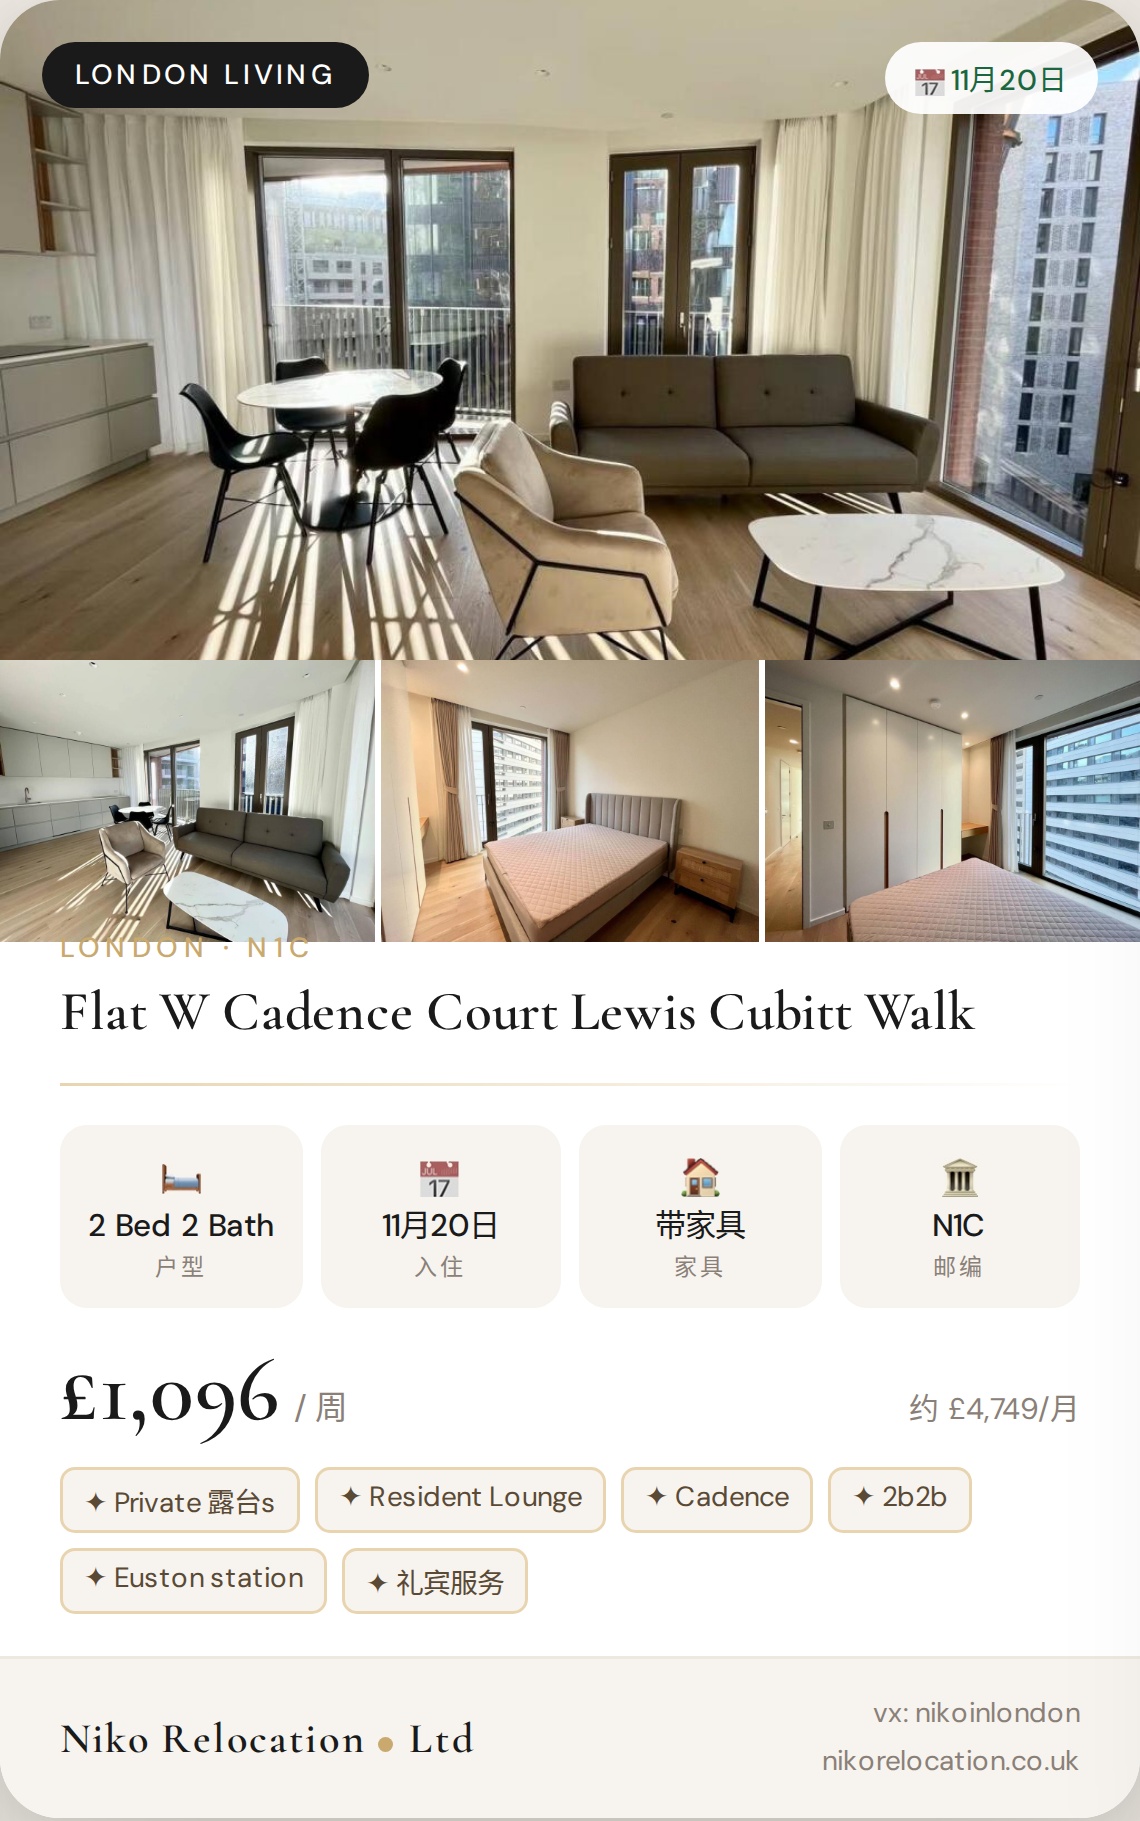 LONDON LIVING
📅 11月20日
LONDON · N1C
Flat W Cadence Court Lewis Cubitt Walk
2 Bed 2 Bath
户型
11月20日
入住
带家具
家具
N1C
邮编
£1,096 / 周
约 £4,749/月
✦ Private 露台s
✦ Resident Lounge
✦ Cadence
✦ 2b2b
✦ Euston station
✦ 礼宾服务
Niko Relocation • Ltd
vx: nikoinlondon
nikorelocation.co.uk